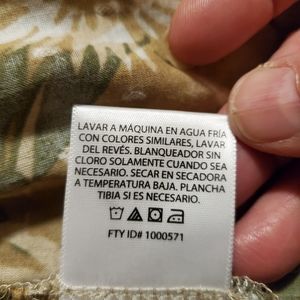 LAVAR A MÁQUINA EN AGUA FRÍA
CON COLORES SIMILARES, LAVAR
DEL REVÉS. BLANQUEADOR SIN
CLORO SOLAMENTE CUANDO SEA
NECESARIO. SECAR EN SECADORA
A TEMPERATURA BAJA. PLANCHA
TIBIA SI ES NECESARIO.
FTY ID# 1000571